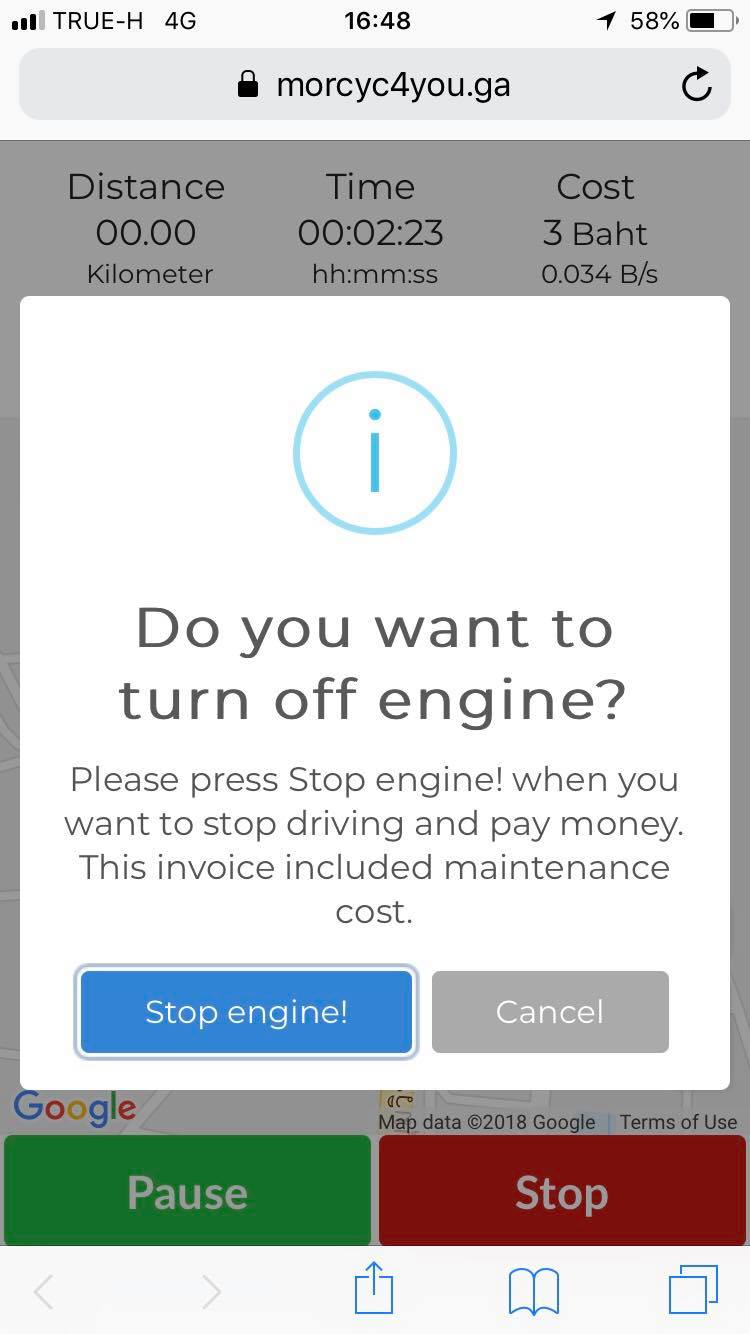 TRUE-H 4G 16:48 58%
morcyc4you.ga
Distance Time Cost
00.00 00:02:23 3 Baht
Kilometer hh:mm:ss 0.034 B/s
i
Do you want to
turn off engine?
Please press Stop engine! when you
want to stop driving and pay money.
This invoice included maintenance
cost.
Stop engine! Cancel
Google
Map data ©2018 Google Terms of Use
Pause Stop